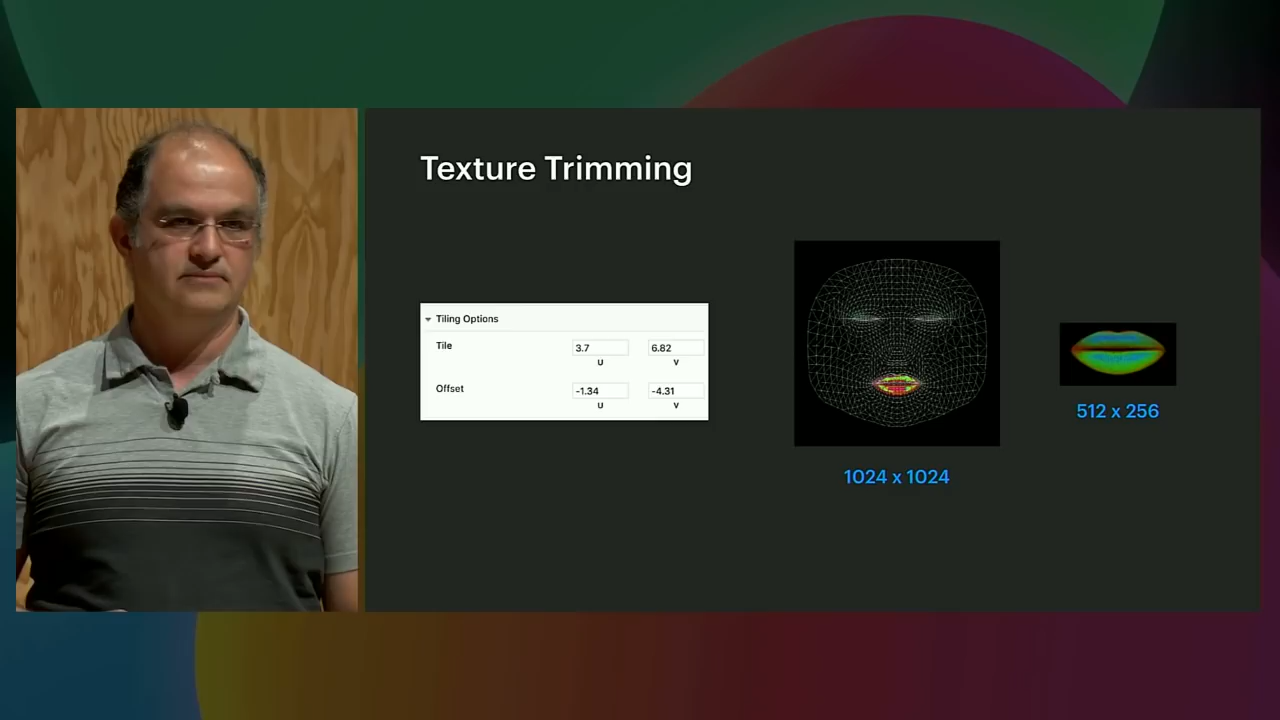 Texture Trimming
Tiling Options
Tile
3.7
6.82
U
V
Offset
-1.34
-4.31
U
V
1024 x 1024
512 x 256